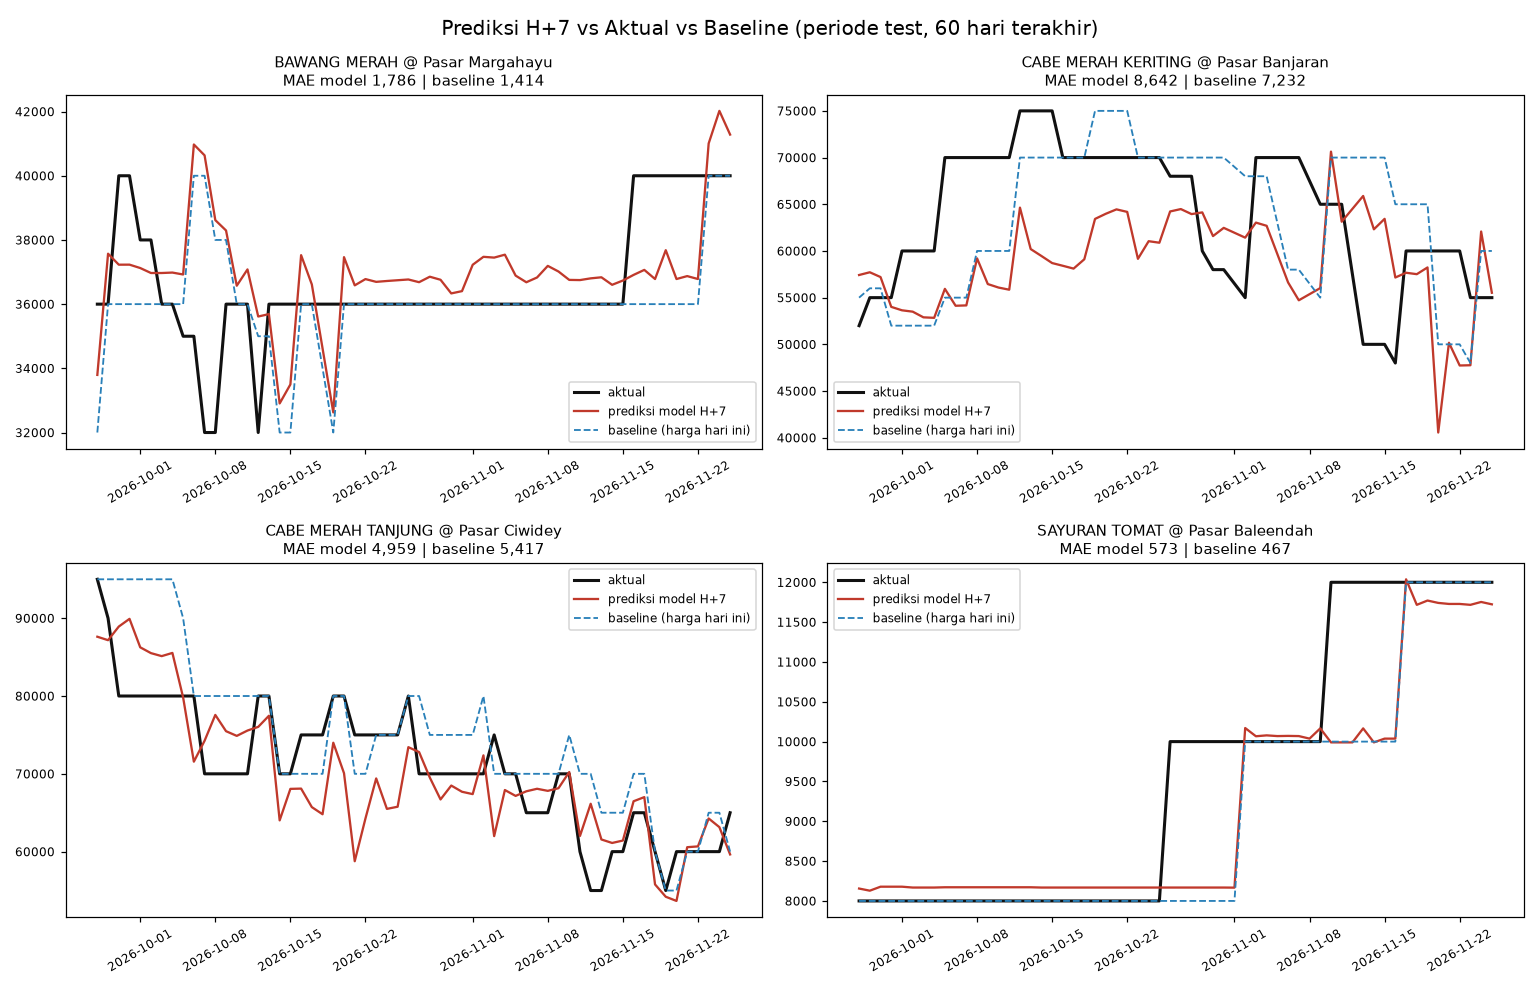 Prediksi H+7 vs Aktual vs Baseline (periode test, 60 hari terakhir)
BAWANG MERAH @ Pasar Margahayu
MAE model 1,786 | baseline 1,414
42000
40000
38000
36000
34000
32000
aktual
prediksi model H+7
baseline (harga hari ini)
2026-10-01
2026-10-08
2026-10-15
2026-10-22
2026-11-01
2026-11-08
2026-11-15
2026-11-22
CABE MERAH KERITING @ Pasar Banjaran
MAE model 8,642 | baseline 7,232
75000
70000
65000
60000
55000
50000
45000
40000
aktual
prediksi model H+7
baseline (harga hari ini)
2026-10-01
2026-10-08
2026-10-15
2026-10-22
2026-11-01
2026-11-08
2026-11-15
2026-11-22
CABE MERAH TANJUNG @ Pasar Ciwidey
MAE model 4,959 | baseline 5,417
90000
80000
70000
60000
aktual
prediksi model H+7
baseline (harga hari ini)
2026-10-01
2026-10-08
2026-10-15
2026-10-22
2026-11-01
2026-11-08
2026-11-15
2026-11-22
SAYURAN TOMAT @ Pasar Baleendah
MAE model 573 | baseline 467
12000
11500
11000
10500
10000
9500
9000
8500
8000
aktual
prediksi model H+7
baseline (harga hari ini)
2026-10-01
2026-10-08
2026-10-15
2026-10-22
2026-11-01
2026-11-08
2026-11-15
2026-11-22